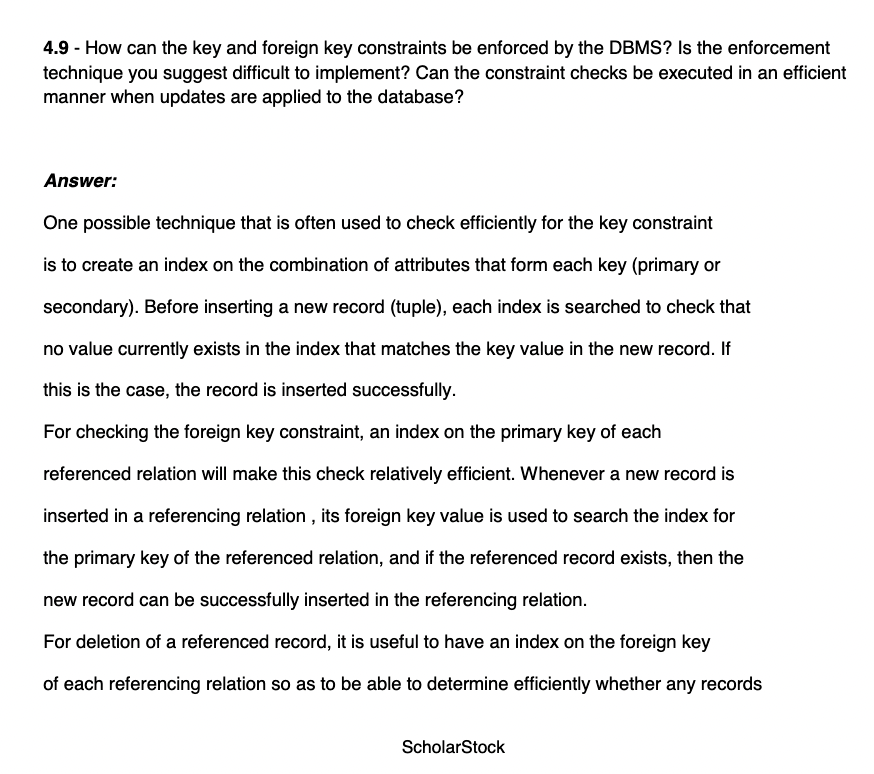 4.9 - How can the key and foreign key constraints be enforced by the DBMS? Is the enforcement
technique you suggest difficult to implement? Can the constraint checks be executed in an efficient
manner when updates are applied to the database?
Answer:
One possible technique that is often used to check efficiently for the key constraint
is to create an index on the combination of attributes that form each key (primary or
secondary). Before inserting a new record (tuple), each index is searched to check that
no value currently exists in the index that matches the key value in the new record. If
this is the case, the record is inserted successfully.
For checking the foreign key constraint, an index on the primary key of each
referenced relation will make this check relatively efficient. Whenever a new record is
inserted in a referencing relation , its foreign key value is used to search the index for
the primary key of the referenced relation, and if the referenced record exists, then the
new record can be successfully inserted in the referencing relation.
For deletion of a referenced record, it is useful to have an index on the foreign key
of each referencing relation so as to be able to determine efficiently whether any records
ScholarStock